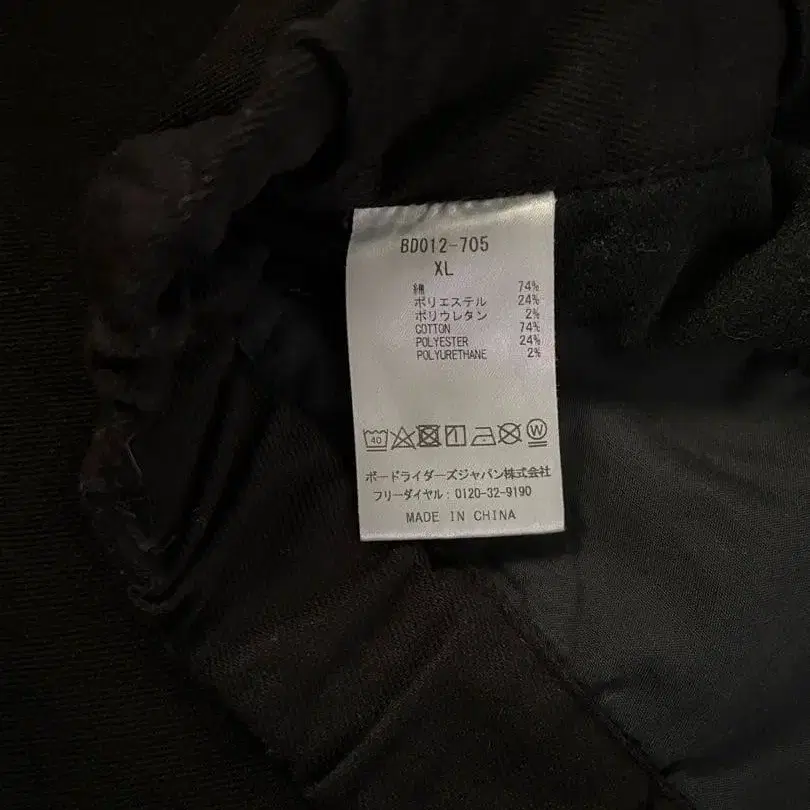 BD012-705
XL
綿 74%
ポリエステル 24%
ポリウレタン 2%
COTTON 74%
POLYESTER 24%
POLYURETHANE 2%
40 W
ボードライダーズジャパン株式会社
フリーダイヤル:0120-32-9190
MADE IN CHINA